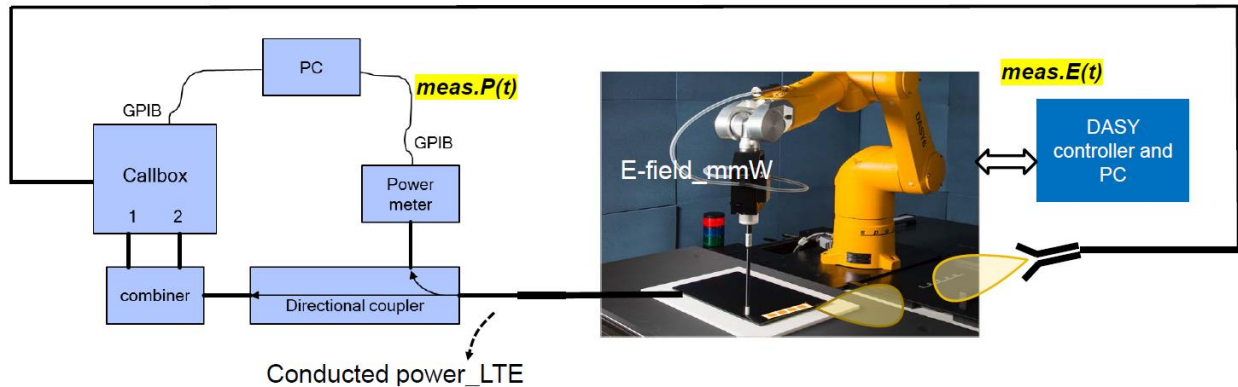 PC
meas.P(t)
meas.E(t)
GPIB
GPIB
Callbox
1 2
Power
meter
E-field_mmW
DASY
controller and
PC
DASY6
combiner
Directional coupler
Conducted power_LTE